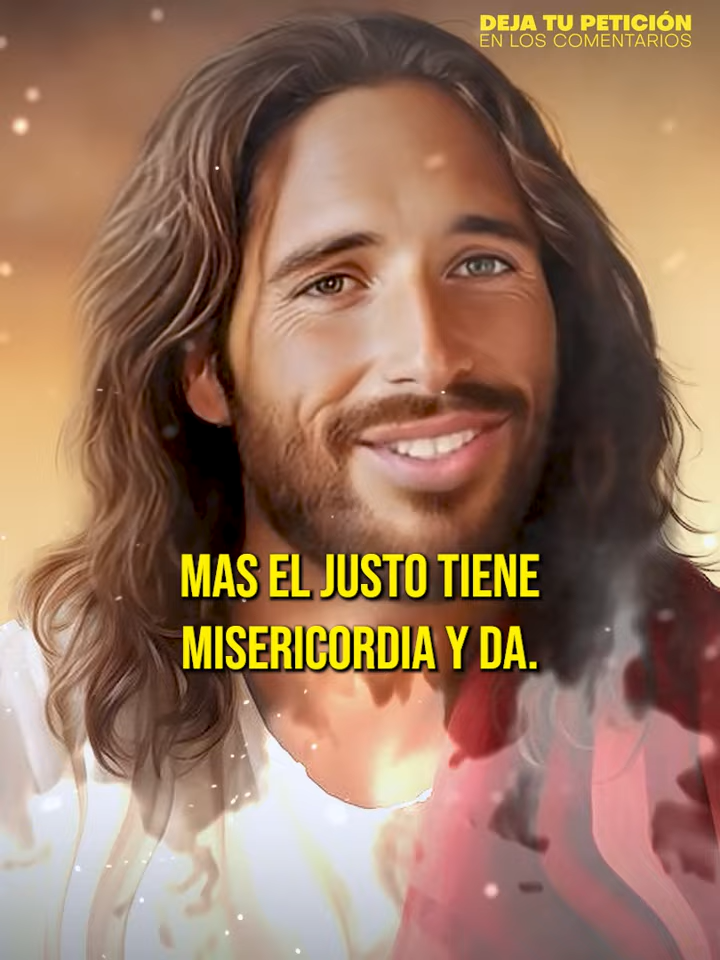 DEJA TU PETICIÓN
EN LOS COMENTARIOS
MAS EL JUSTO TIENE
MISERICORDIA Y DA.